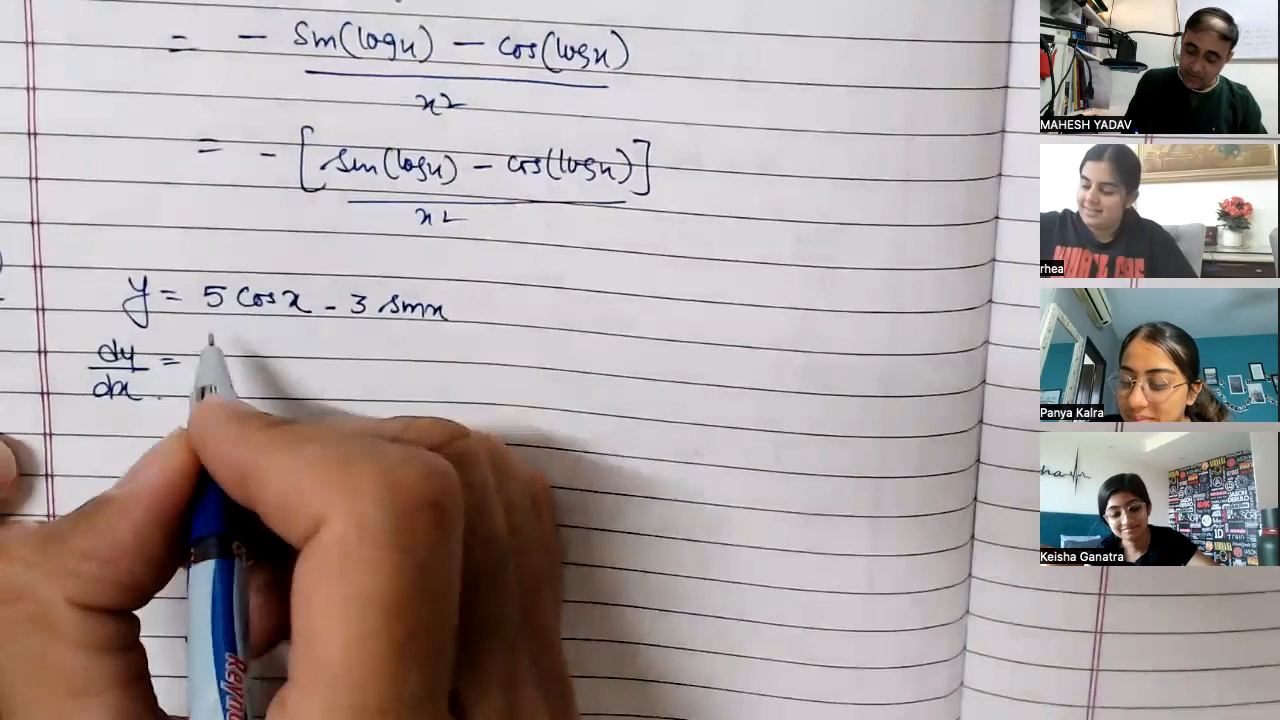 = - sin(logx) - cos(logx)
x2
= - [sin(logx) - cos(logx)]
x2
y = 5 cosx - 3 sinx
dy
dx
=
MAHESH YADAV
rhea
Panya Kalra
Keisha Ganatra